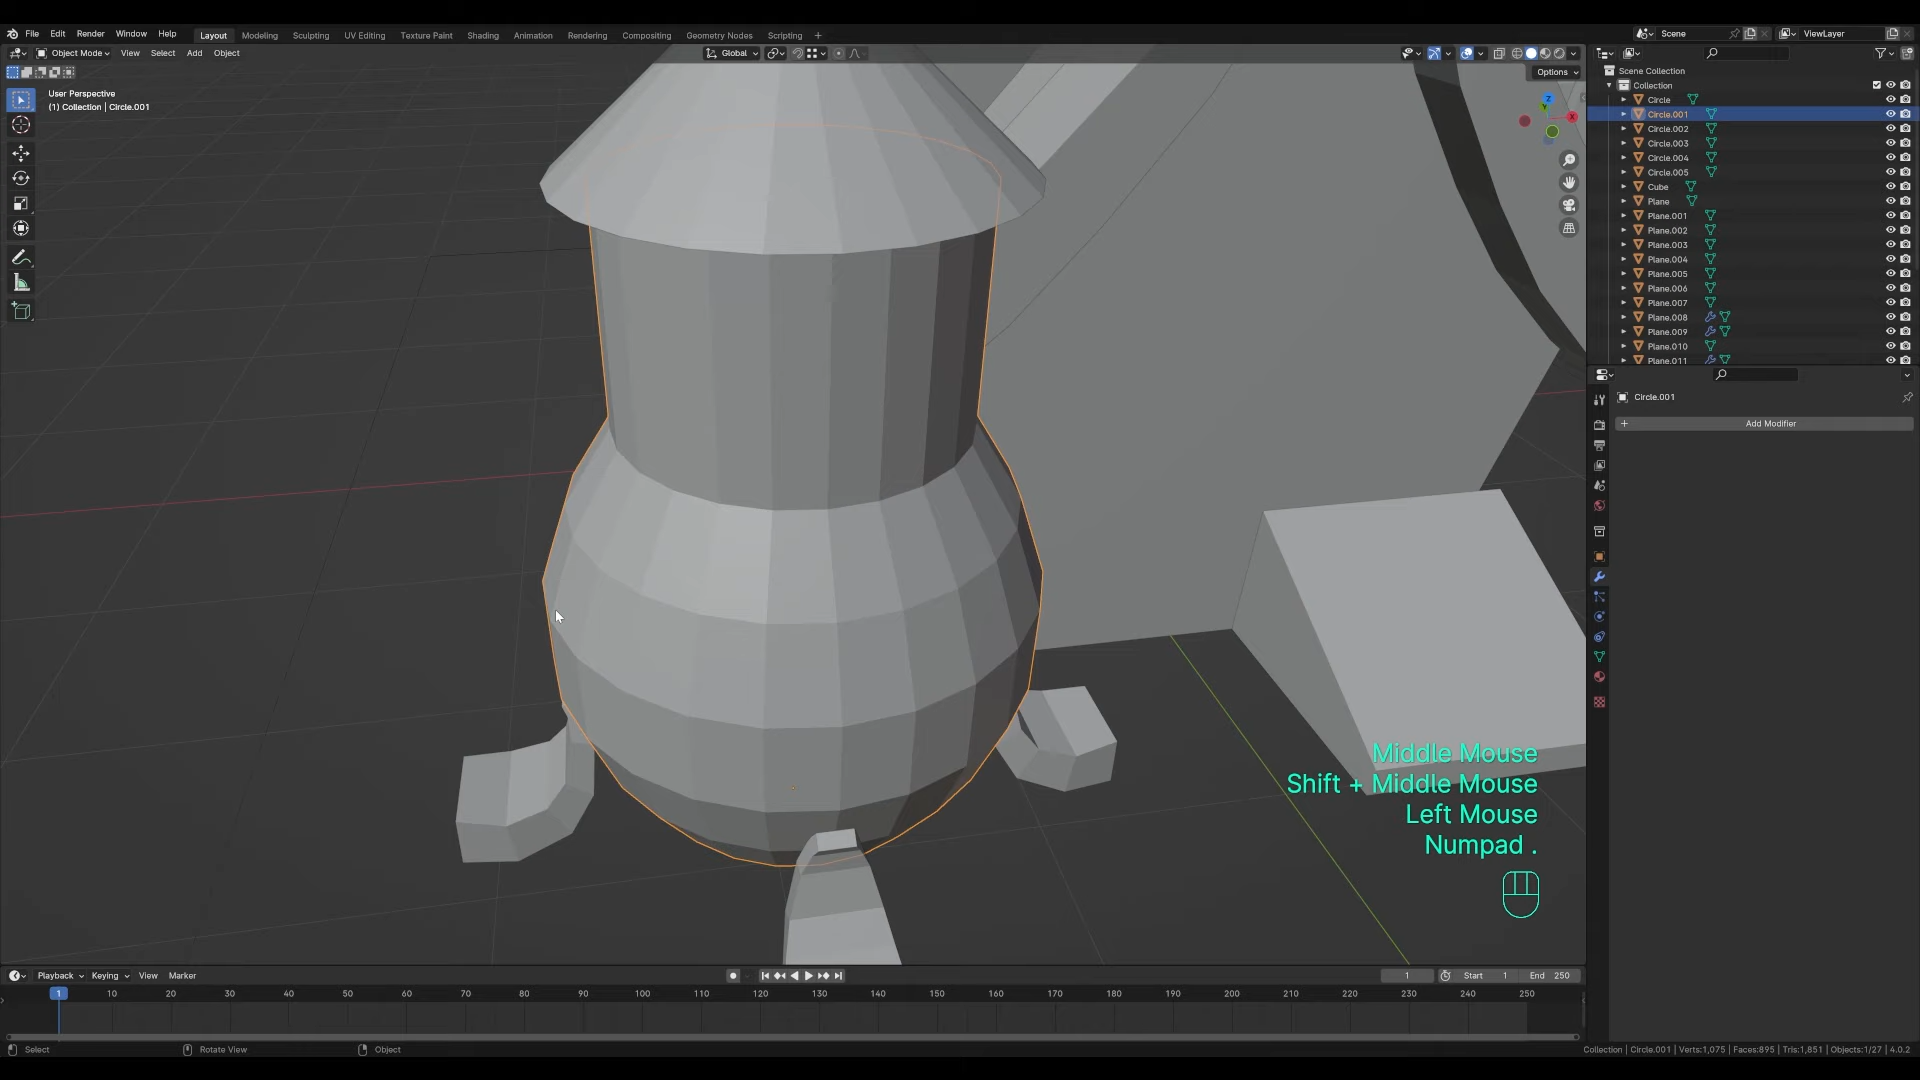 File Edit Render Window Help Layout Modeling Sculpting UV Editing Texture Paint Shading Animation Rendering Compositing Geometry Nodes Scripting + Scene ViewLayer
Object Mode View Select Add Object Global
Options
User Perspective
(1) Collection | Circle.001
Scene Collection
Collection
Circle
Circle.001
Circle.002
Circle.003
Circle.004
Circle.005
Cube
Plane
Plane.001
Plane.002
Plane.003
Plane.004
Plane.005
Plane.006
Plane.007
Plane.008
Plane.009
Plane.010
Plane.011
Circle.001
+ Add Modifier
Middle Mouse
Shift + Middle Mouse
Left Mouse
Numpad .
Playback Keying View Marker 1 Start 1 End 250
1 10 20 30 40 50 60 70 80 90 100 110 120 130 140 150 160 170 180 190 200 210 220 230 240 250
Select Rotate View Object Collection | Circle.001 | Verts:1,075 | Faces:895 | Tris:1,851 | Objects:1/27 | 4.0.2